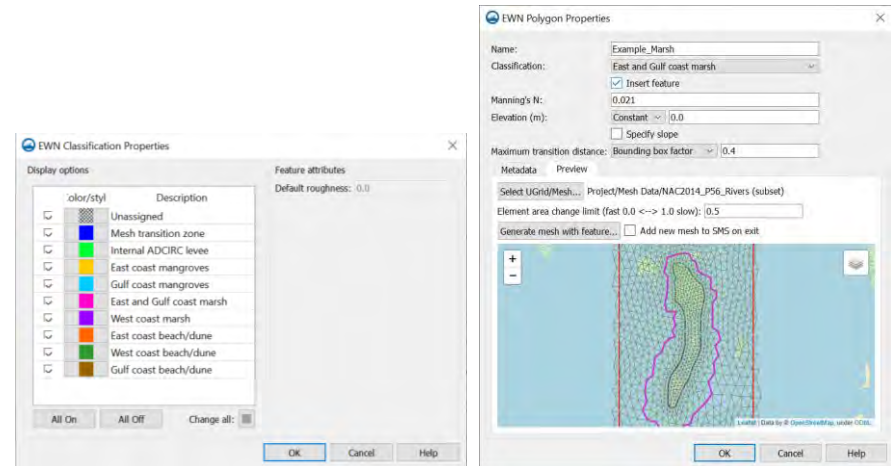 EWN Classification Properties
Display options
Feature attributes
Default roughness: 0.0
olor/styl Description
Unassigned
Mesh transition zone
Internal ADCIRC levee
East coast mangroves
Gulf coast mangroves
East and Gulf coast marsh
West coast marsh
East coast beach/dune
West coast beach/dune
Gulf coast beach/dune
All On All Off Change all:
OK Cancel Help
EWN Polygon Properties
Name: Example_Marsh
Classification: East and Gulf coast marsh
Insert feature
Manning's N: 0.021
Elevation (m): Constant 0.0
Specify slope
Maximum transition distance: Bounding box factor 0.4
Metadata Preview
Select UGrid/Mesh... Project/Mesh Data/NAC2014_P56_Rivers (subset)
Element area change limit (fast 0.0 <--> 1.0 slow): 0.5
Generate mesh with feature... Add new mesh to SMS on exit
+
−
Leaflet | Data by © OpenStreetMap, under ODbL.
OK Cancel Help